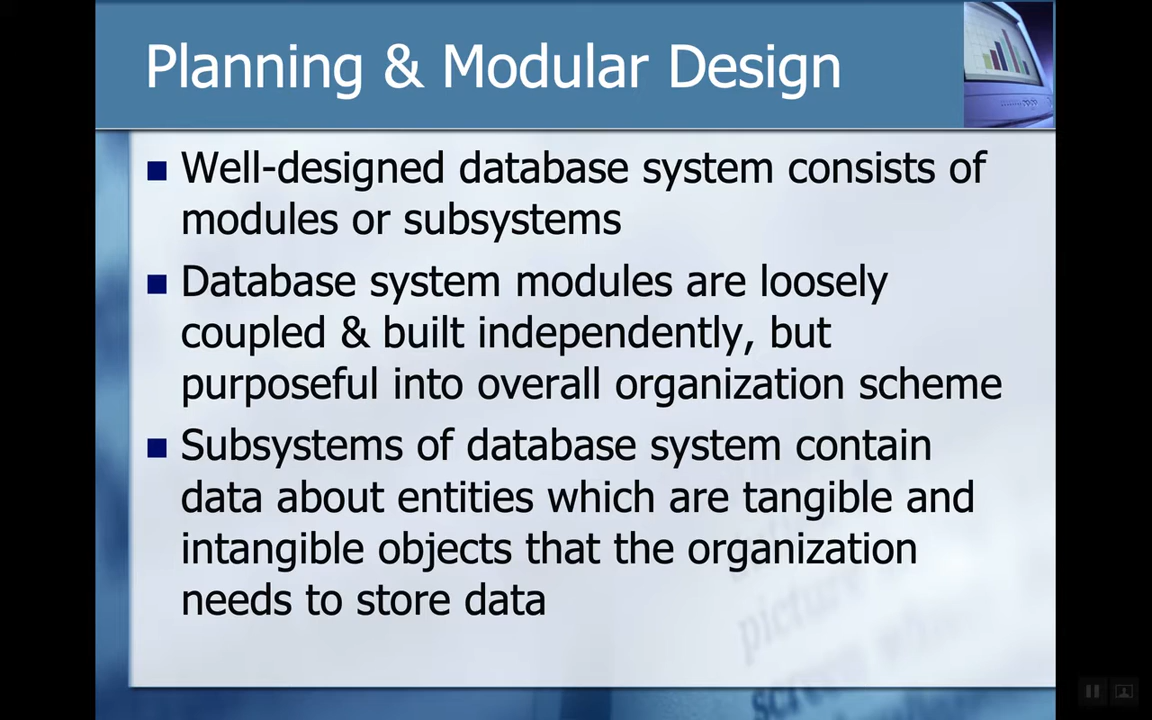 Planning & Modular Design
Well-designed database system consists of
modules or subsystems
Database system modules are loosely
coupled & built independently, but
purposeful into overall organization scheme
Subsystems of database system contain
data about entities which are tangible and
intangible objects that the organization
needs to store data
picture
screen